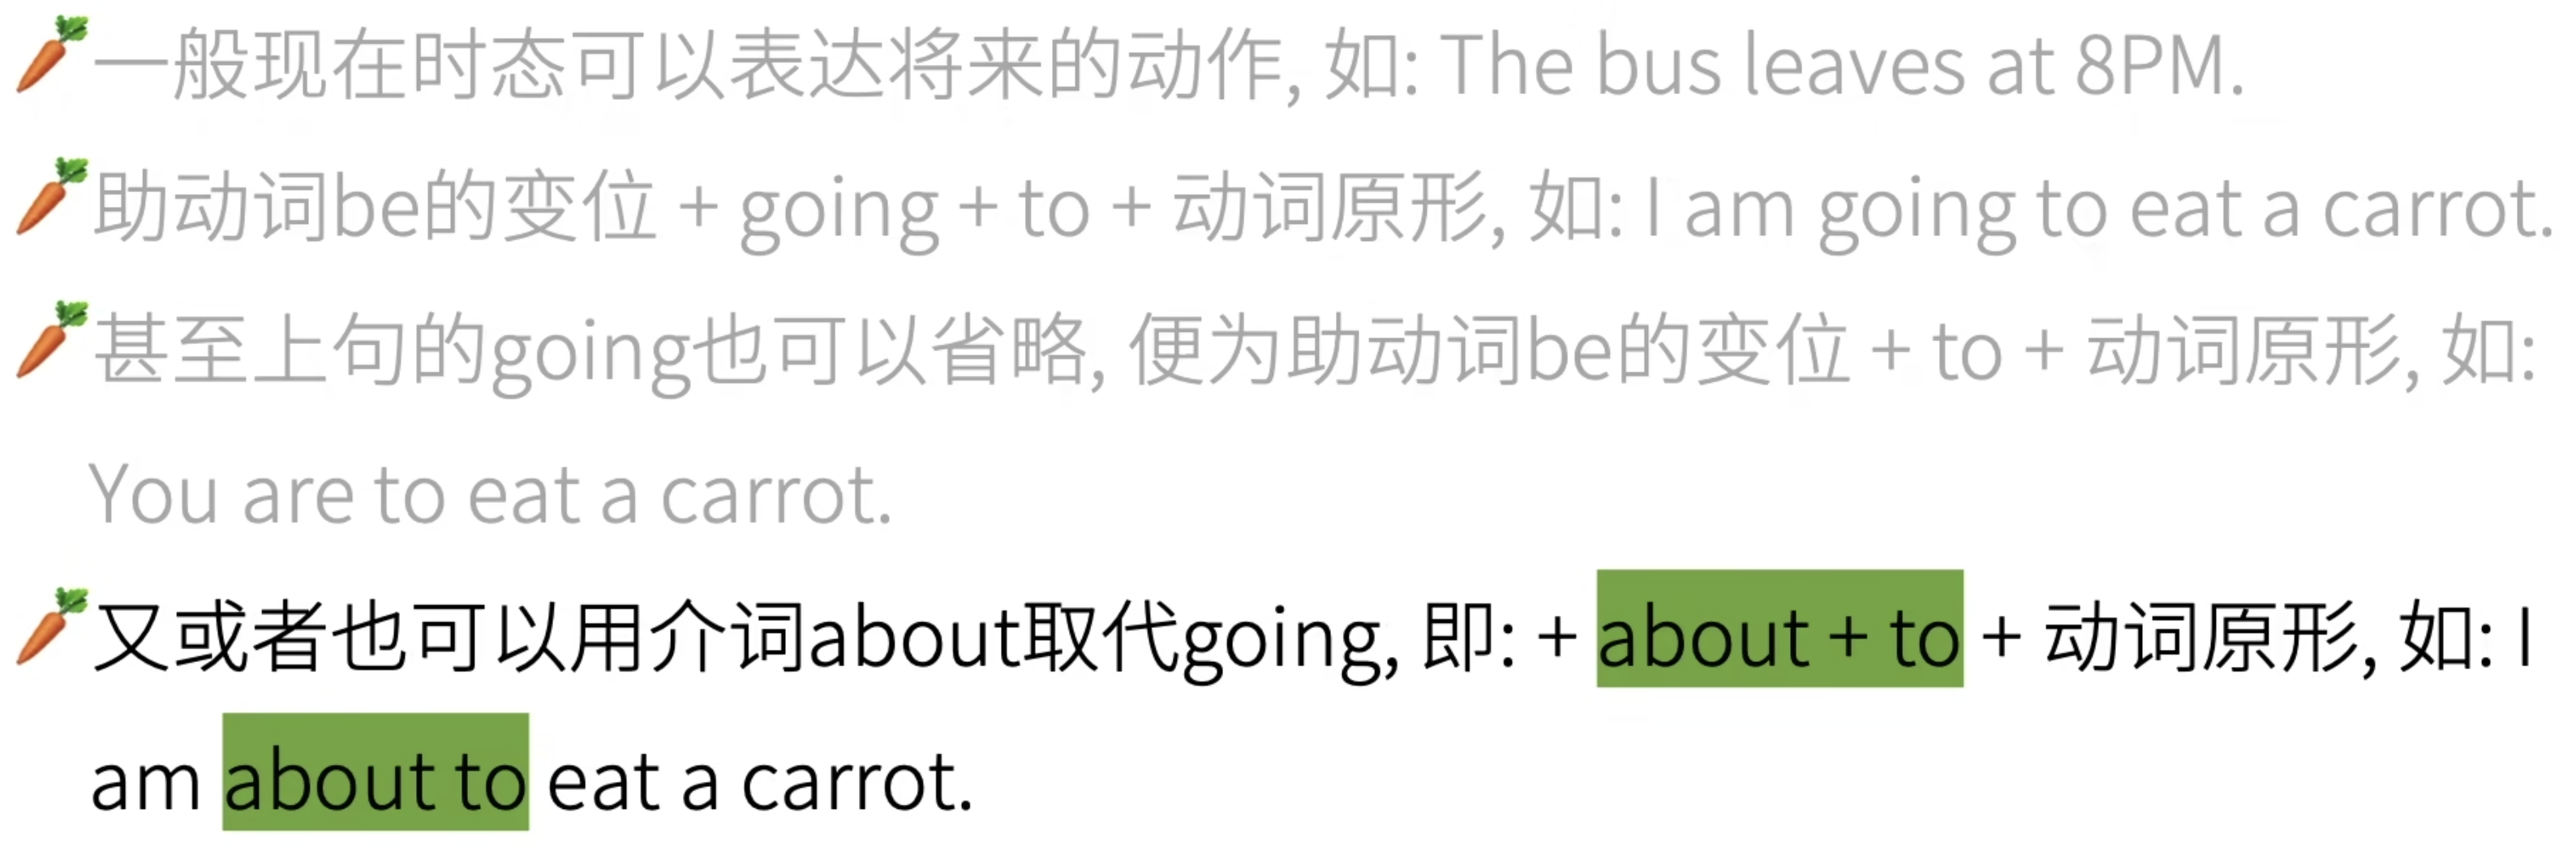 一般现在时态可以表达将来的动作, 如: The bus leaves at 8PM.
助动词be的变位 + going + to + 动词原形, 如: I am going to eat a carrot.
甚至上句的going也可以省略, 便为助动词be的变位 + to + 动词原形, 如:
You are to eat a carrot.
又或者也可以用介词about取代going, 即: + about + to + 动词原形, 如: I
am about to eat a carrot.